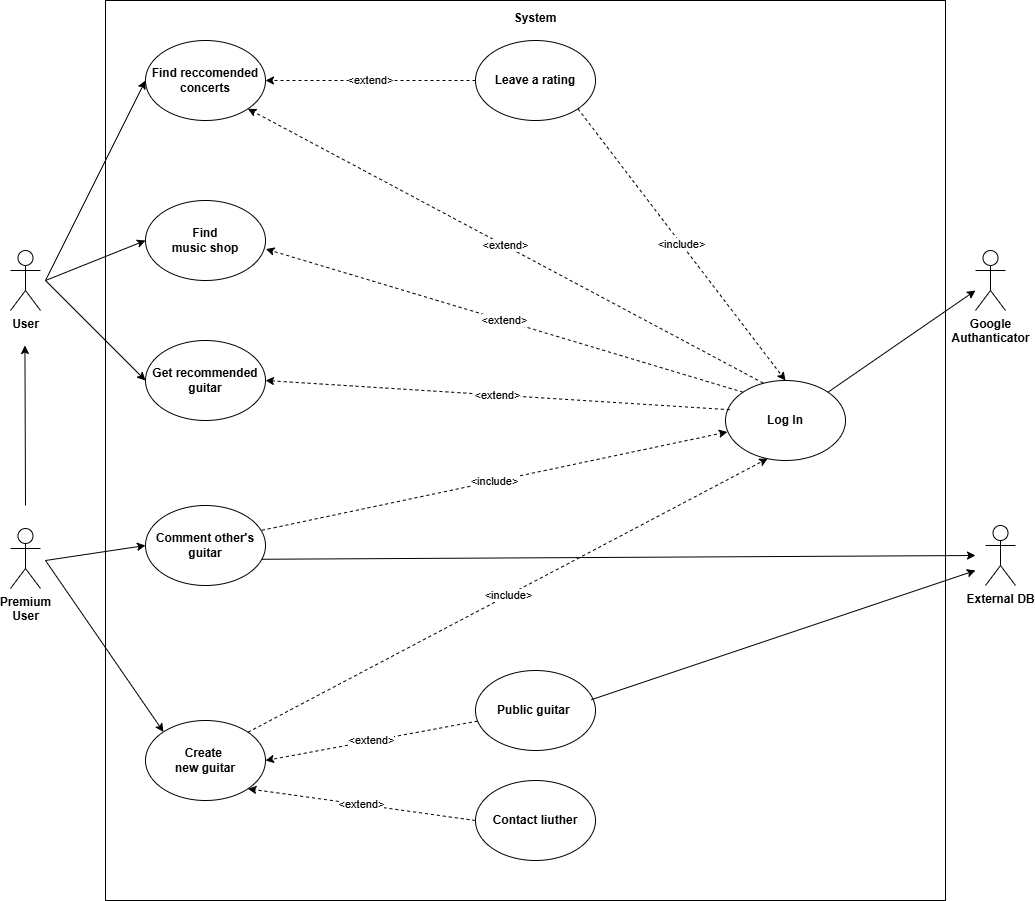 System
Find reccomended
concerts
<extend>
Leave a rating
Find
music shop
<extend>
<include>
User
Google
Authanticator
<extend>
Get recommended
guitar
<extend>
Log In
<include>
Comment other's
guitar
Premium
User
External DB
<include>
Public guitar
<extend>
Create
new guitar
<extend>
Contact liuther